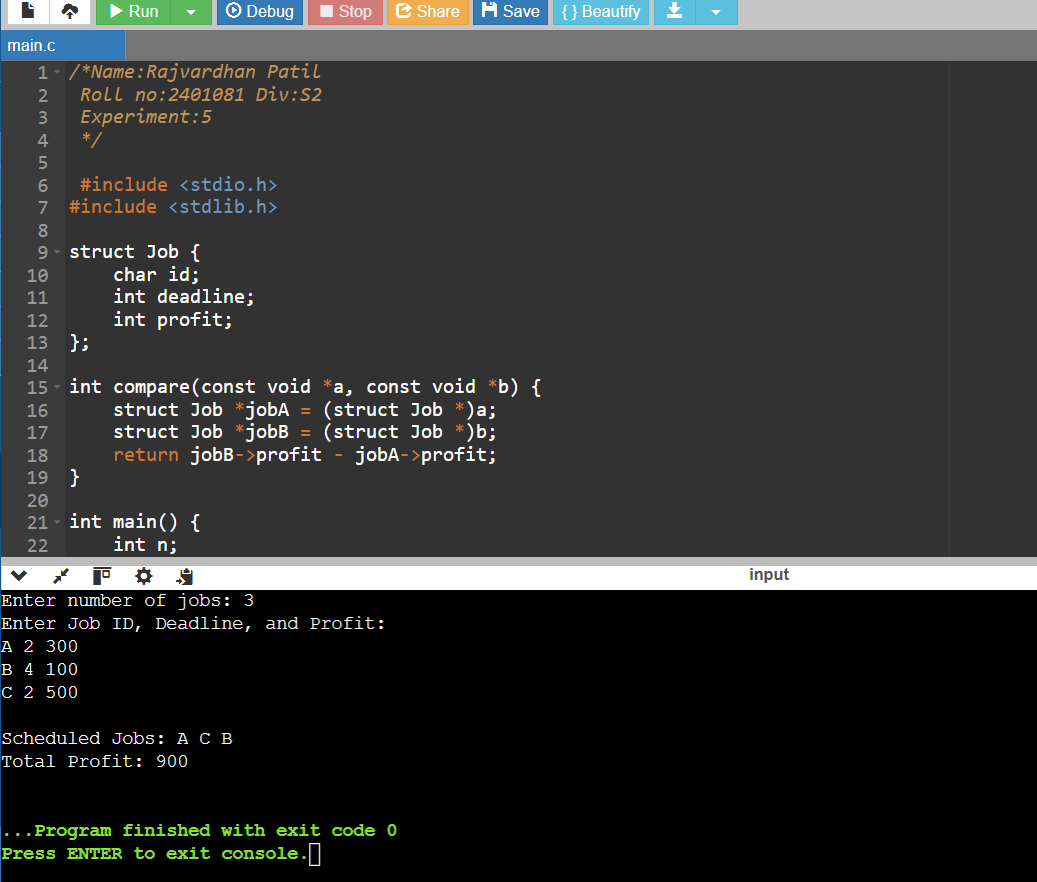 Run Debug Stop Share Save { } Beautify
main.c
1 /*Name:Rajvardhan Patil
2 Roll no:2401081 Div:S2
3 Experiment:5
4 */
5
6 #include <stdio.h>
7 #include <stdlib.h>
8
9 struct Job {
10 char id;
11 int deadline;
12 int profit;
13 };
14
15 int compare(const void *a, const void *b) {
16 struct Job *jobA = (struct Job *)a;
17 struct Job *jobB = (struct Job *)b;
18 return jobB->profit - jobA->profit;
19 }
20
21 int main() {
22 int n;
input
Enter number of jobs: 3
Enter Job ID, Deadline, and Profit:
A 2 300
B 4 100
C 2 500
Scheduled Jobs: A C B
Total Profit: 900
...Program finished with exit code 0
Press ENTER to exit console.